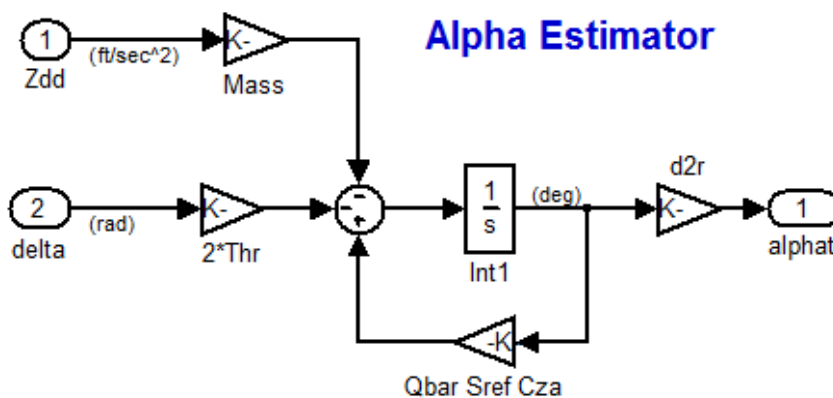 Alpha Estimator
1
(ft/sec^2)
K-
Zdd
Mass
2
(rad)
K-
delta
2*Thr
1
s
(deg)
Int1
d2r
K-
1
alphat
-K
Qbar Sref Cza